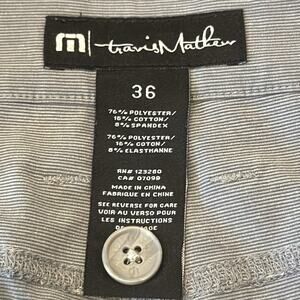 m travisMathew
36
76% POLYESTER/
16% COTTON/
8% SPANDEX
76% POLYESTER/
16% COTON/
8% ELASTHANNE
RN# 123280
CA# 07099
MADE IN CHINA
FABRIQUE EN CHINE
SEE REVERSE FOR CARE
VOIR AU VERSO POUR
LES INSTRUCTIONS